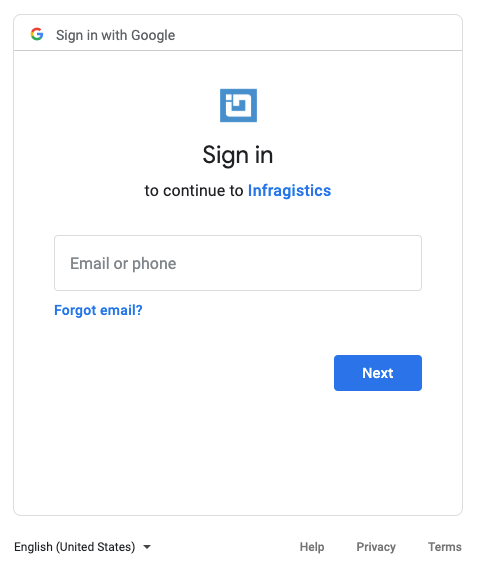 Sign in with Google
Sign in
to continue to Infragistics
Email or phone
Forgot email?
Next
English (United States) Help Privacy Terms